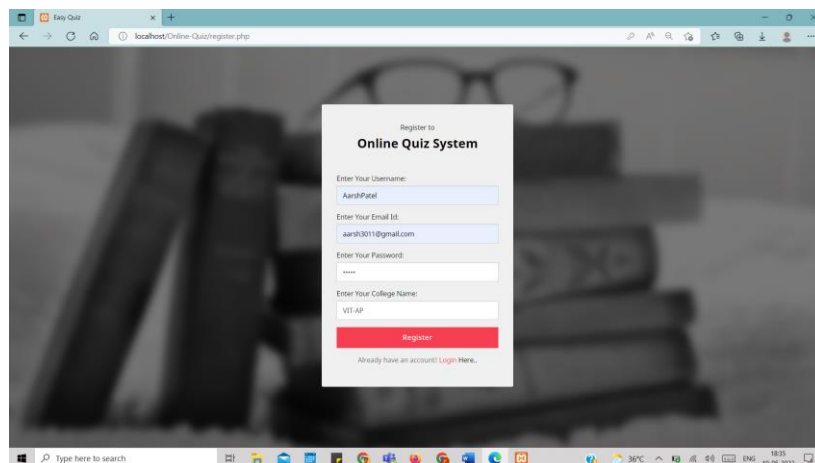 Easy Quiz
localhost/Online-Quiz/register.php
Register to
Online Quiz System
Enter Your Username:
AarshPatel
Enter Your Email Id:
aarsh3011@gmail.com
Enter Your Password:
•••••
Enter Your College Name:
VIT-AP
Register
Already have an account! Login Here..
Type here to search
36°C
ENG
18:35